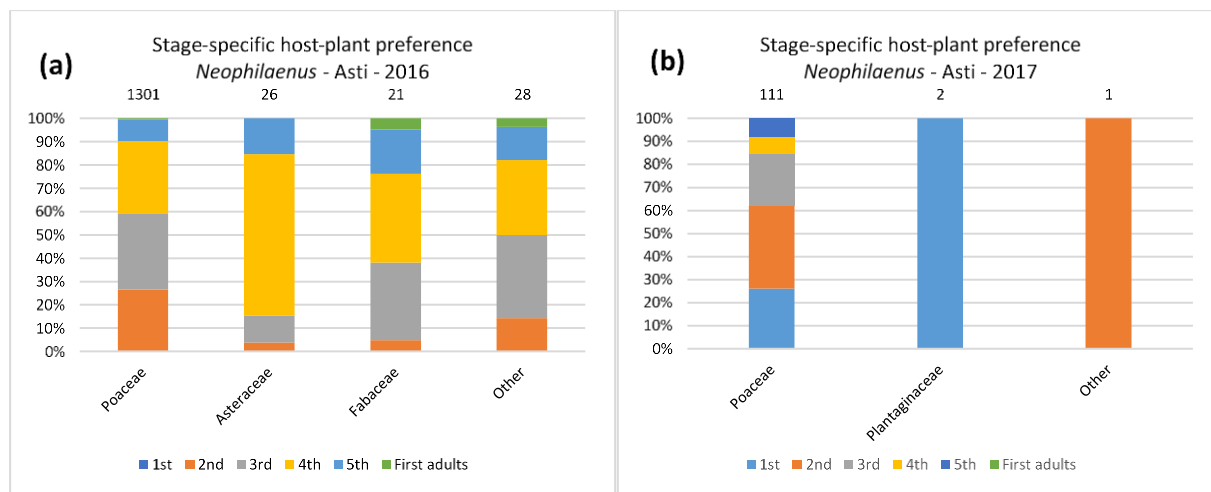 (a)
Stage-specific host-plant preference
Neophilaenus - Asti - 2016
1301 26 21 28
100%
90%
80%
70%
60%
50%
40%
30%
20%
10%
0%
Poaceae
Asteraceae
Fabaceae
Other
1st 2nd 3rd 4th 5th First adults
(b)
Stage-specific host-plant preference
Neophilaenus - Asti - 2017
111 2 1
100%
90%
80%
70%
60%
50%
40%
30%
20%
10%
0%
Poaceae
Plantaginaceae
Other
1st 2nd 3rd 4th 5th First adults